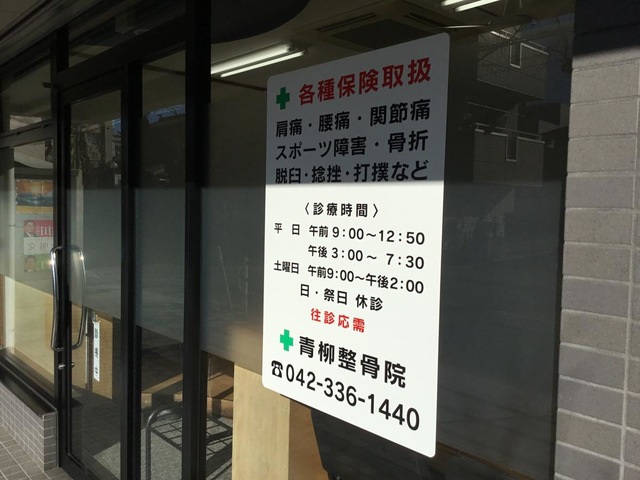 各種保険取扱
肩痛・腰痛・関節痛
スポーツ障害・骨折
脱臼・捻挫・打撲など
〈診療時間〉
平日 午前9:00～12:50
午後3:00～7:30
土曜日 午前9:00～午後2:00
日・祭日 休診
往診応需
青柳整骨院
☎042-336-1440